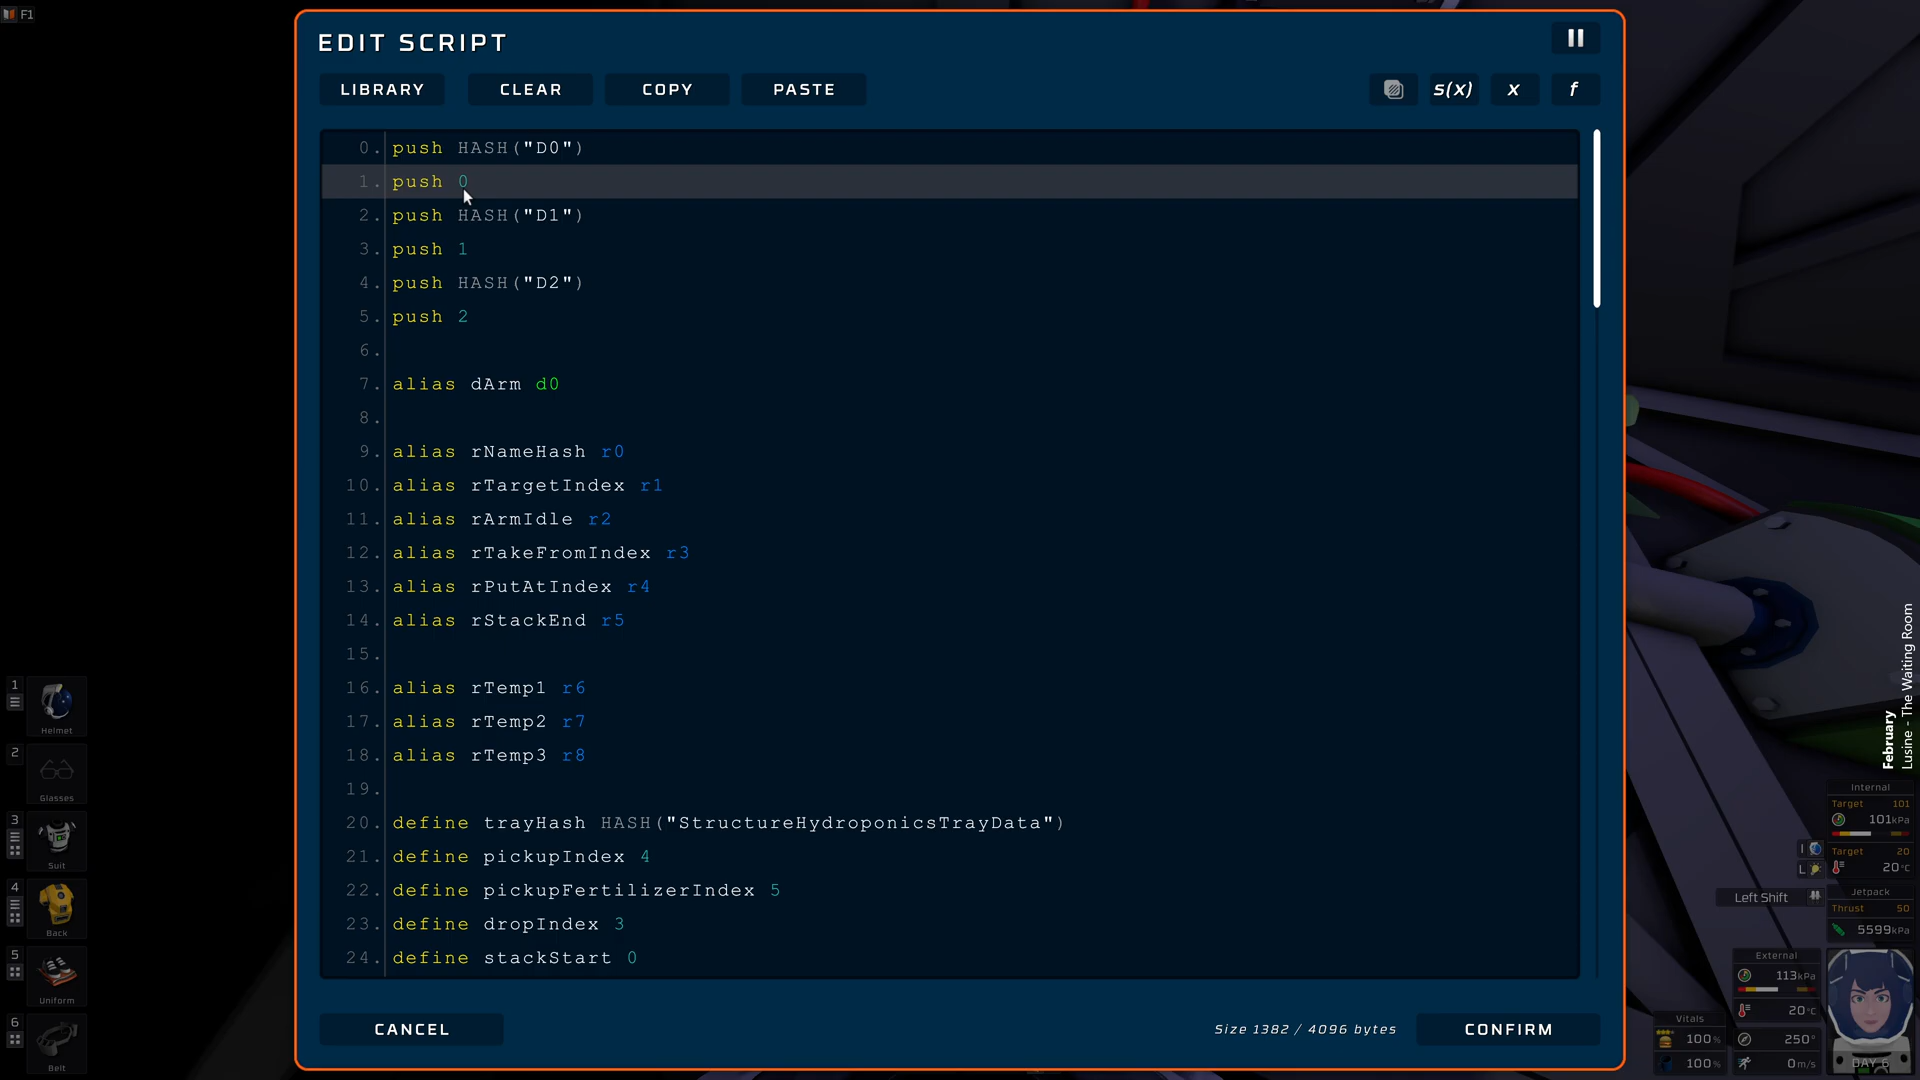 F1
EDIT SCRIPT
LIBRARY CLEAR COPY PASTE s(x) x f
0. push HASH("D0")
1. push 0
2. push HASH("D1")
3. push 1
4. push HASH("D2")
5. push 2
6.
7. alias dArm d0
8.
9. alias rNameHash r0
10. alias rTargetIndex r1
11. alias rArmIdle r2
12. alias rTakeFromIndex r3
13. alias rPutAtIndex r4
14. alias rStackEnd r5
15.
16. alias rTemp1 r6
17. alias rTemp2 r7
18. alias rTemp3 r8
19.
20. define trayHash HASH("StructureHydroponicsTrayData")
21. define pickupIndex 4
22. define pickupFertilizerIndex 5
23. define dropIndex 3
24. define stackStart 0
CANCEL Size 1382 / 4096 bytes CONFIRM
1
Helmet
2
Glasses
3
Suit
4
Back
5
Uniform
6
Belt
February
Lusine - The Waiting Room
Internal
Target 101
101kPa
Target 20
I
L 20°C
Left Shift
Jetpack
Thrust 50
5599kPa
External
113kPa
20°C
250°
0m/s
Vitals
100%
100%
DAY 6